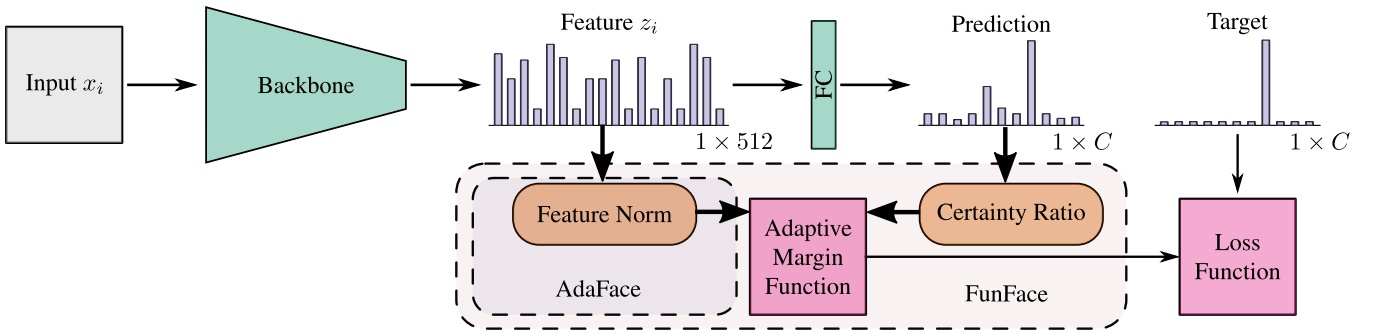 Input $x_i$
Backbone
Feature $z_i$
1 × 512
FC
Prediction
1 × C
Target
1 × C
Feature Norm
AdaFace
Adaptive
Margin
Function
Certainty Ratio
FunFace
Loss
Function